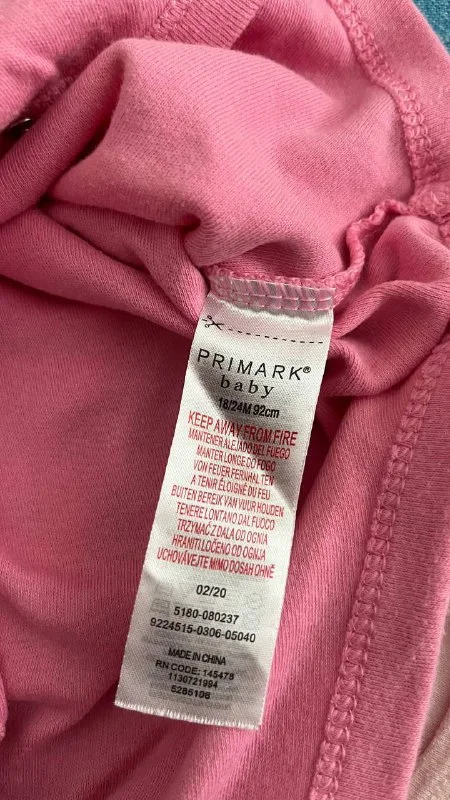 PRIMARK®
baby
18/24M 92cm
KEEP AWAY FROM FIRE
MANTENER ALEJADO DEL FUEGO
MANTER LONGE DO FOGO
VON FEUER FERNHALTEN
A TENIR ÉLOIGNÉ DU FEU
BUITEN BEREIK VAN VUUR HOUDEN
TENERE LONTANO DAL FUOCO
TRZYMAĆ Z DALA OD OGNIA
HRANITI LOČENO OD OGNJA
UCHOVÁVEJTE MIMO DOSAH OHNĚ
02/20
5180-080237
9224515-0306-05040
MADE IN CHINA
RN CODE: 145478
1130721994
5285106